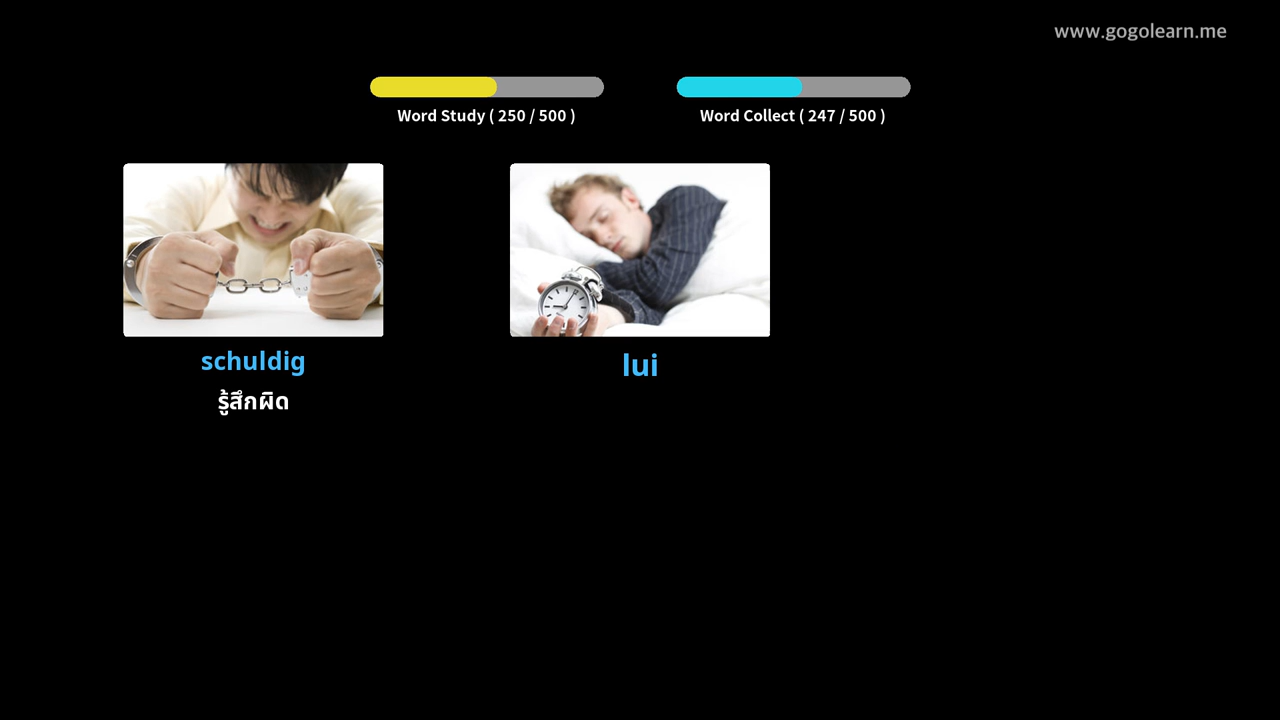 www.gogolearn.me
Word Study ( 250 / 500 )
Word Collect ( 247 / 500 )
schuldig
lui
รู้สึกผิด